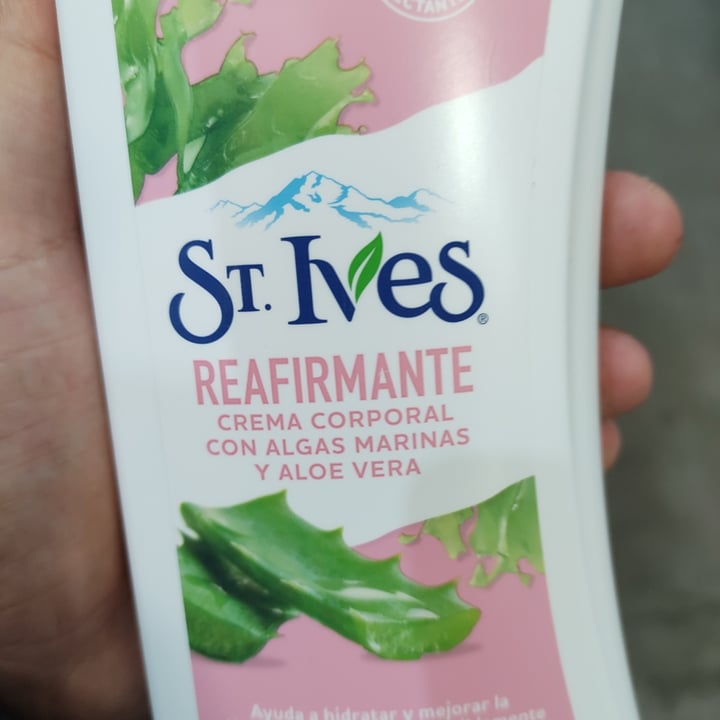 ST. Ives®
REAFIRMANTE
CREMA CORPORAL
CON ALGAS MARINAS
Y ALOE VERA
Ayuda a hidratar y mejorar la